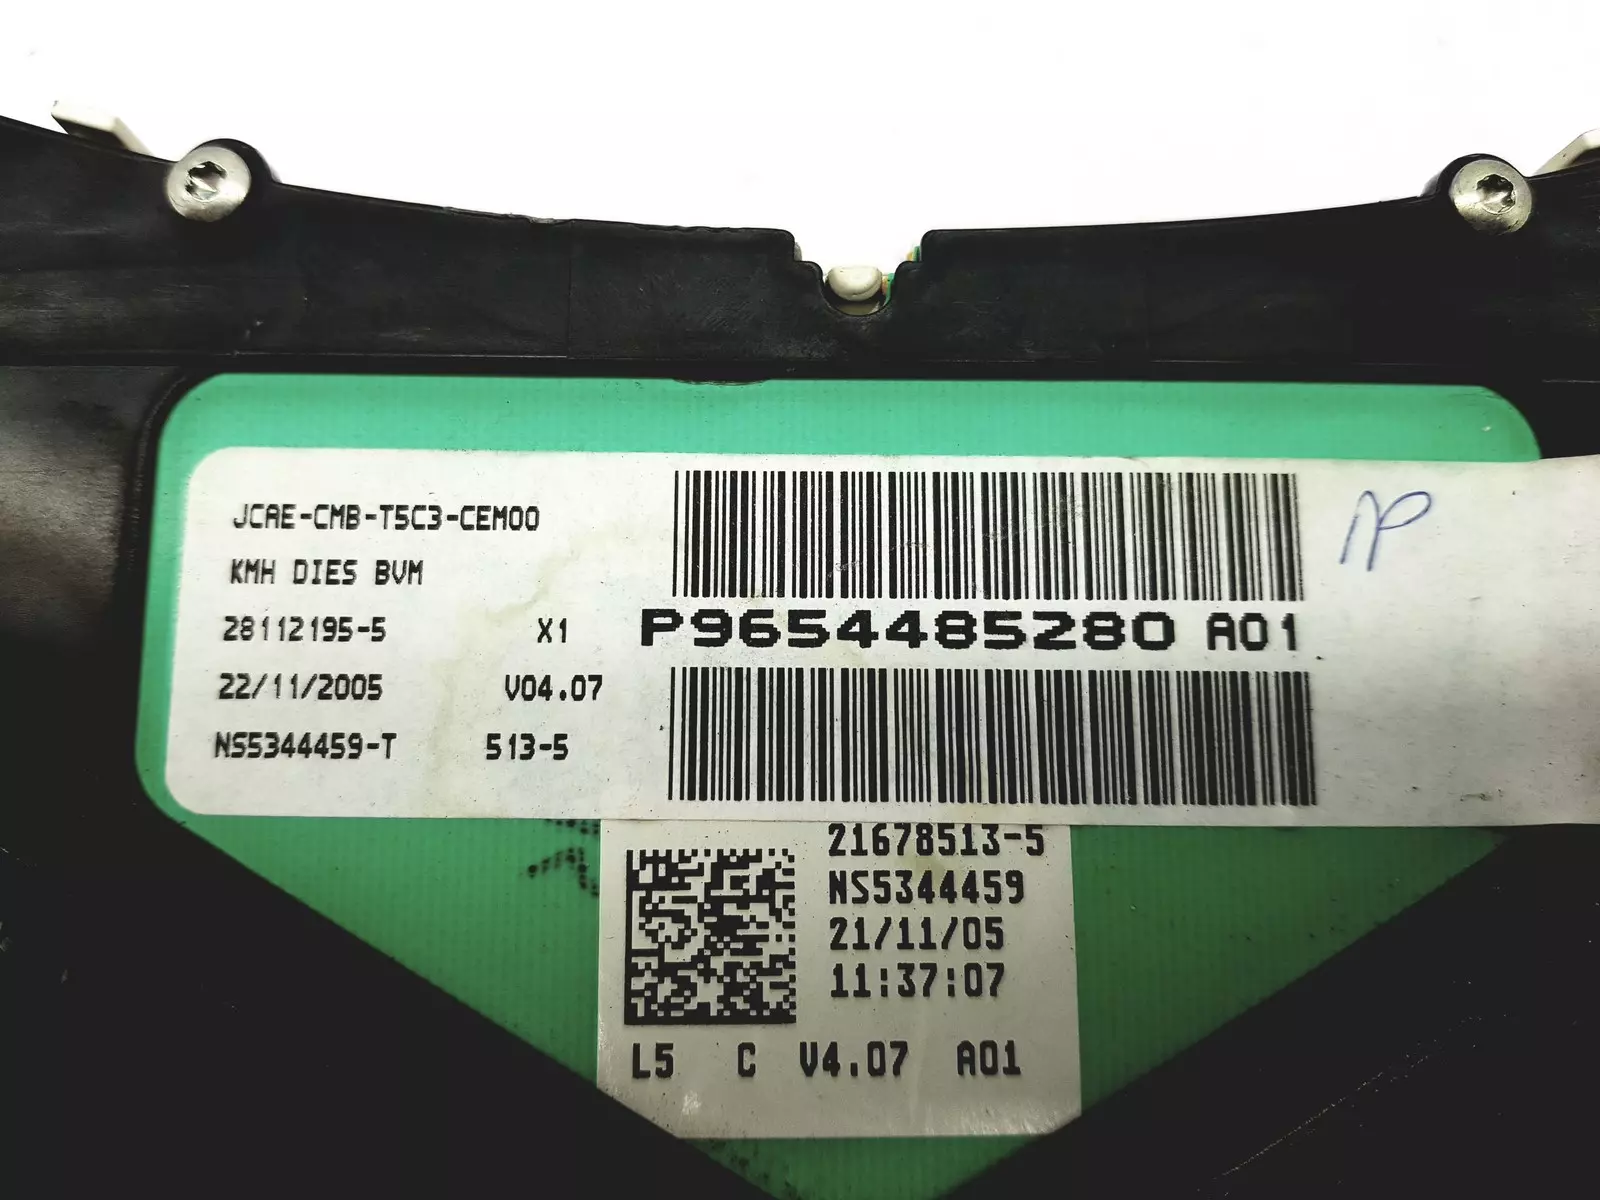 JCAE-CMB-T5C3-CEM00
KMH DIES BVM
28112195-5 X1
22/11/2005 V04.07
NS5344459-T 513-5
P9654485280 A01
21678513-5
NS5344459
21/11/05
11:37:07
L5 C V4.07 A01